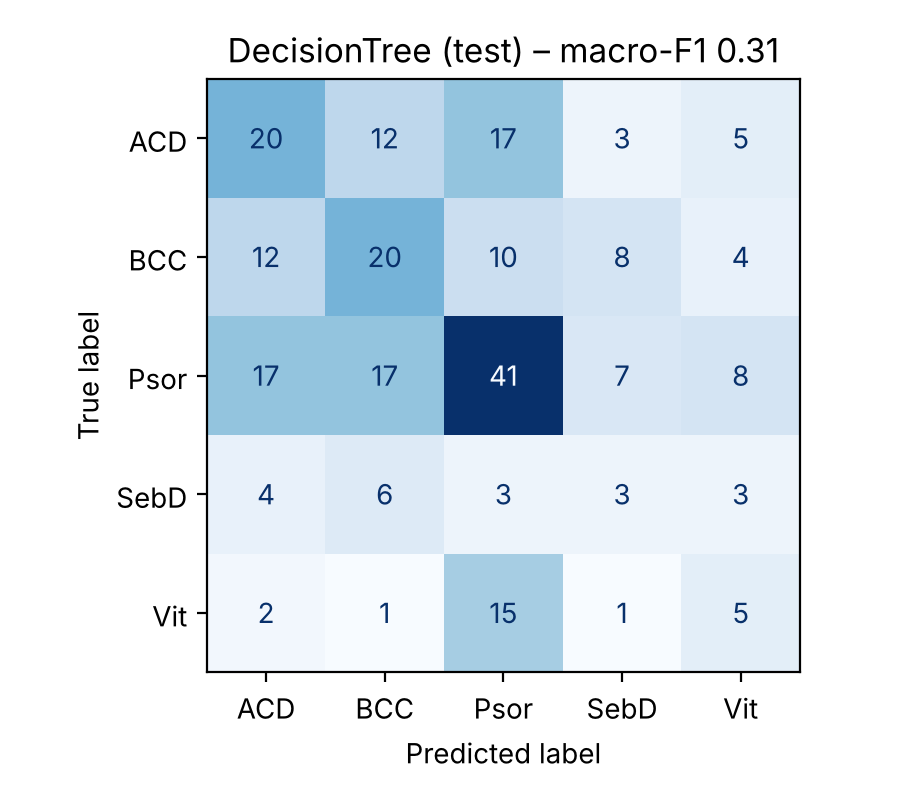 DecisionTree (test) – macro-F1 0.31
ACD 20 12 17 3 5
BCC 12 20 10 8 4
Psor 17 17 41 7 8
SebD 4 6 3 3 3
Vit 2 1 15 1 5
True label
ACD BCC Psor SebD Vit
Predicted label